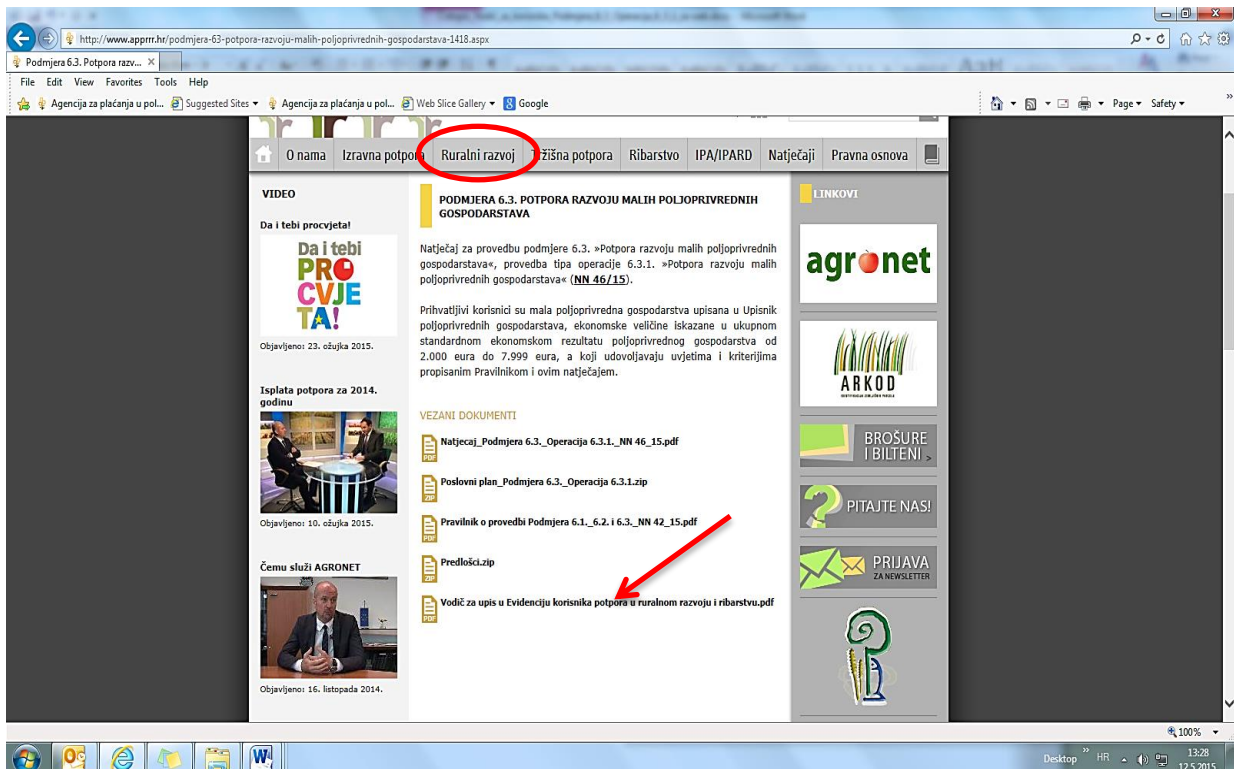 http://www.apprrr.hr/podmjera-63-potpora-razvoju-malih-poljoprivrednih-gospodarstava-1418.aspx
Podmjera 6.3. Potpora razv...
File Edit View Favorites Tools Help
Agencija za plaćanja u pol... Suggested Sites Agencija za plaćanja u pol... Web Slice Gallery Google
Page Safety
O nama Izravna potpora Ruralni razvoj Tržišna potpora Ribarstvo IPA/IPARD Natječaji Pravna osnova
VIDEO
Da i tebi procvjeta!
Da i tebi
PRO
CVJE
TA!
Objavljeno: 23. ožujka 2015.
Isplata potpora za 2014.
godinu
Objavljeno: 10. ožujka 2015.
Čemu služi AGRONET
Objavljeno: 16. listopada 2014.
PODMJERA 6.3. POTPORA RAZVOJU MALIH POLJOPRIVREDNIH
GOSPODARSTAVA
Natječaj za provedbu podmjere 6.3. »Potpora razvoju malih poljoprivrednih
gospodarstava«, provedba tipa operacije 6.3.1. »Potpora razvoju malih
poljoprivrednih gospodarstava« (NN 46/15).
Prihvatljivi korisnici su mala poljoprivredna gospodarstva upisana u Upisnik
poljoprivrednih gospodarstava, ekonomske veličine iskazane u ukupnom
standardnom ekonomskom rezultatu poljoprivrednog gospodarstva od
2.000 eura do 7.999 eura, a koji udovoljavaju uvjetima i kriterijima
propisanim Pravilnikom i ovim natječajem.
VEZANI DOKUMENTI
PDF Natjecaj_Podmjera 6.3._Operacija 6.3.1._NN 46_15.pdf
ZIP Poslovni plan_Podmjera 6.3._Operacija 6.3.1.zip
PDF Pravilnik o provedbi Podmjera 6.1._6.2. i 6.3._NN 42_15.pdf
ZIP Predlošci.zip
PDF Vodič za upis u Evidenciju korisnika potpora u ruralnom razvoju i ribarstvu.pdf
LINKOVI
agronet
ARKOD
BROŠURE
I BILTENI >
PITAJTE NAS!
PRIJAVA
ZA NEWSLETTER
100%
Desktop HR 13:28
12.5.2015